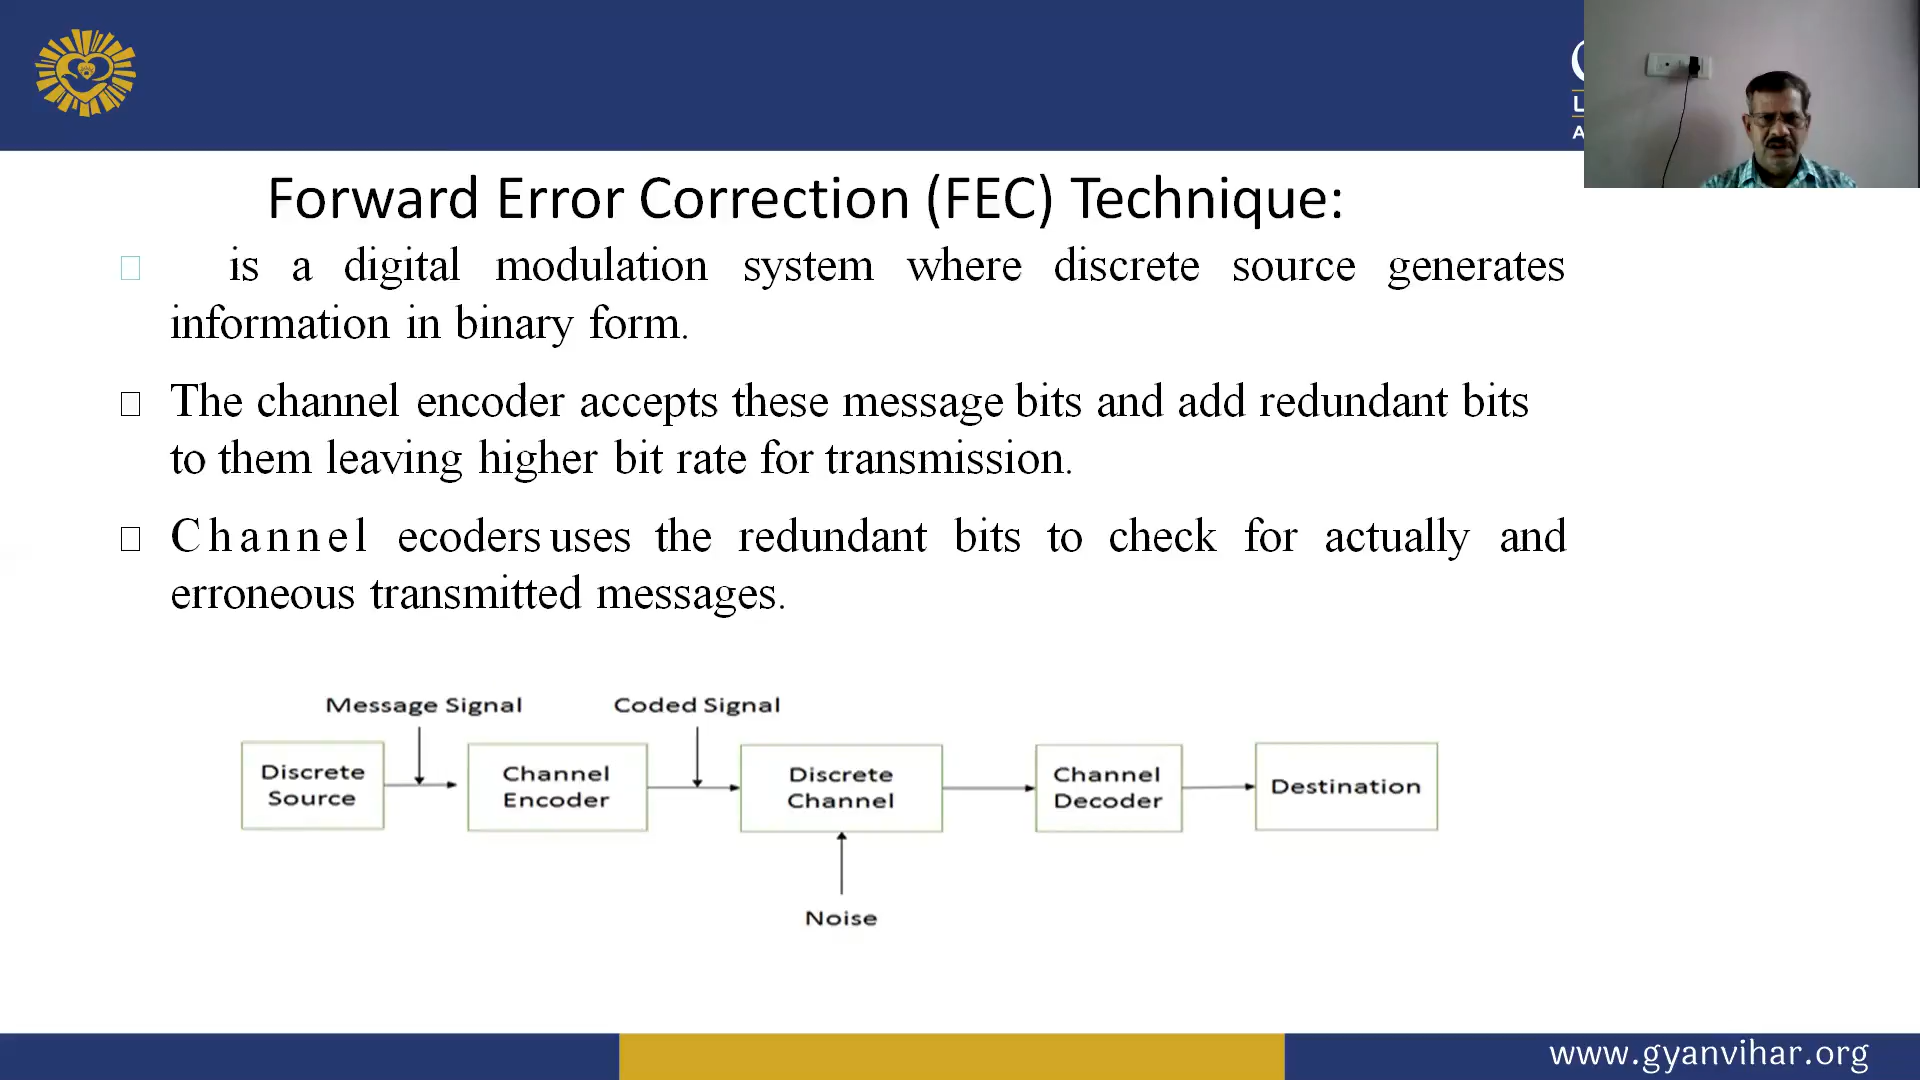 Forward Error Correction (FEC) Technique:
is a digital modulation system where discrete source generates
information in binary form.
The channel encoder accepts these message bits and add redundant bits
to them leaving higher bit rate for transmission.
Channel ecoders uses the redundant bits to check for actually and
erroneous transmitted messages.
Message Signal
Coded Signal
Discrete
Source
Channel
Encoder
Discrete
Channel
Channel
Decoder
Destination
Noise
www.gyanvihar.org